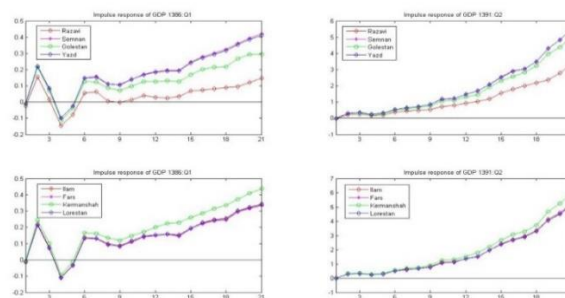 Impulse response of GDP 1386:Q1
Razavi
Semnan
Golestan
Yazd
0.5
0.4
0.3
0.2
0.1
0
-0.1
-0.2
3 6 9 12 15 18 21
Impulse response of GDP 1391:Q2
Razavi
Semnan
Golestan
Yazd
6
5
4
3
2
1
0
-1
3 6 9 12 15 18
Impulse response of GDP 1386:Q1
Ilam
Fars
Kermanshah
Lorestan
0.5
0.4
0.3
0.2
0.1
0
-0.1
-0.2
3 6 9 12 15 18 21
Impulse response of GDP 1391:Q2
Ilam
Fars
Kermanshah
Lorestan
7
6
5
4
3
2
1
0
-1
3 6 9 12 15 18